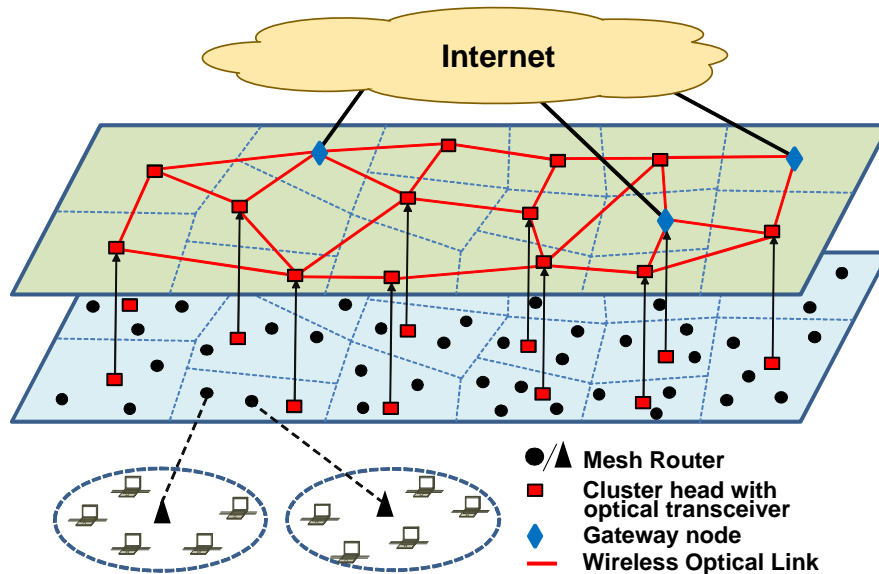 Internet
Mesh Router
Cluster head with
optical transceiver
Gateway node
Wireless Optical Link